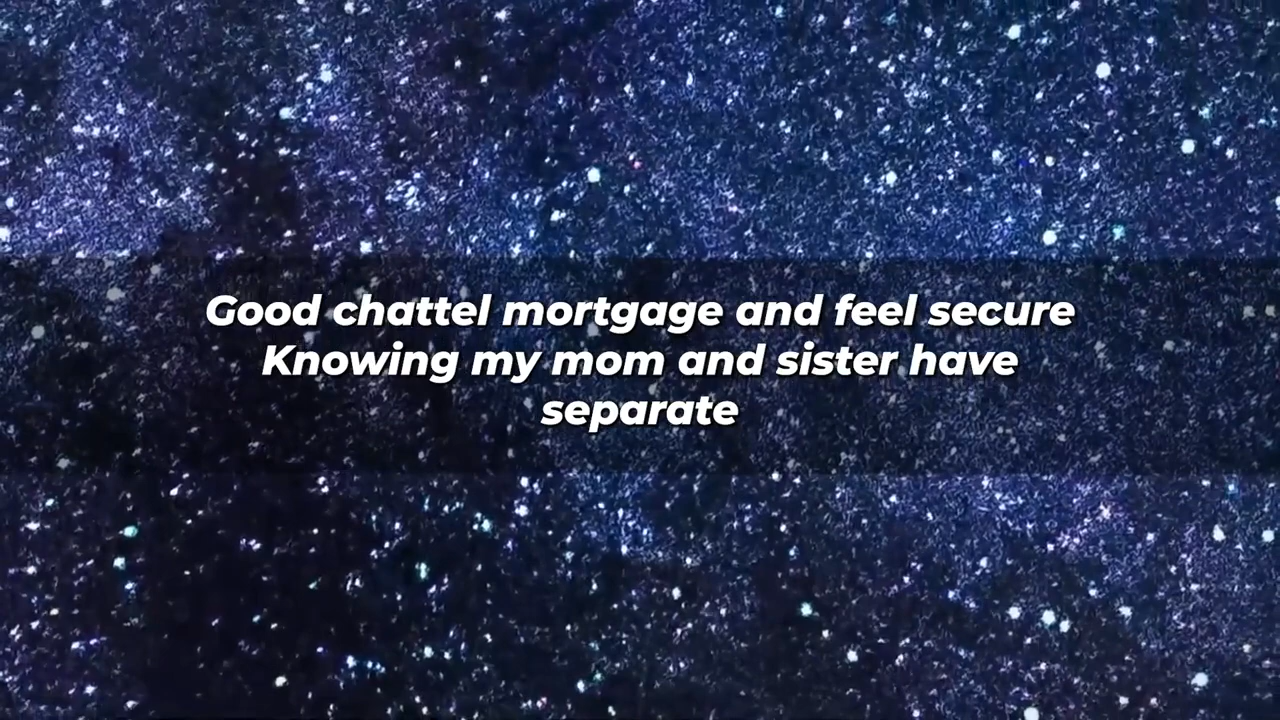 Good chattel mortgage and feel secure
Knowing my mom and sister have
separate